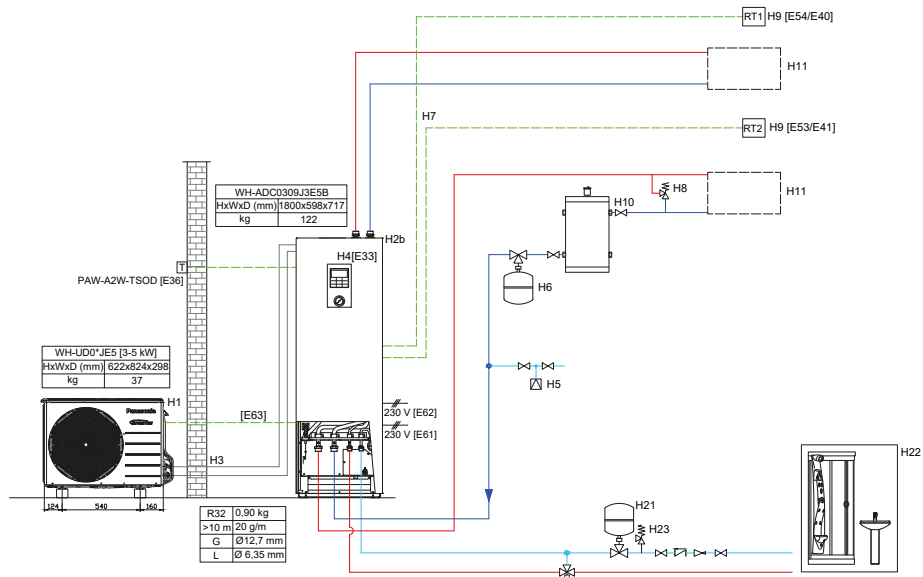 RT1 H9 [E54/E40]
H11
H7
RT2 H9 [E53/E41]
H8
H11
WH-ADC0309J3E5B
HxWxD (mm) 1800x598x717
kg 122
H10
H2b
H4[E33]
T
PAW-A2W-TSOD [E36]
H6
WH-UD0*JE5 [3-5 kW]
HxWxD (mm) 622x824x298
kg 37
H5
H1
Panasonic
Inverter
[E63]
230 V [E62]
230 V [E61]
H3
H22
124 540 160
R32 0,90 kg
>10 m 20 g/m
G Ø12,7 mm
L Ø 6,35 mm
H21
H23